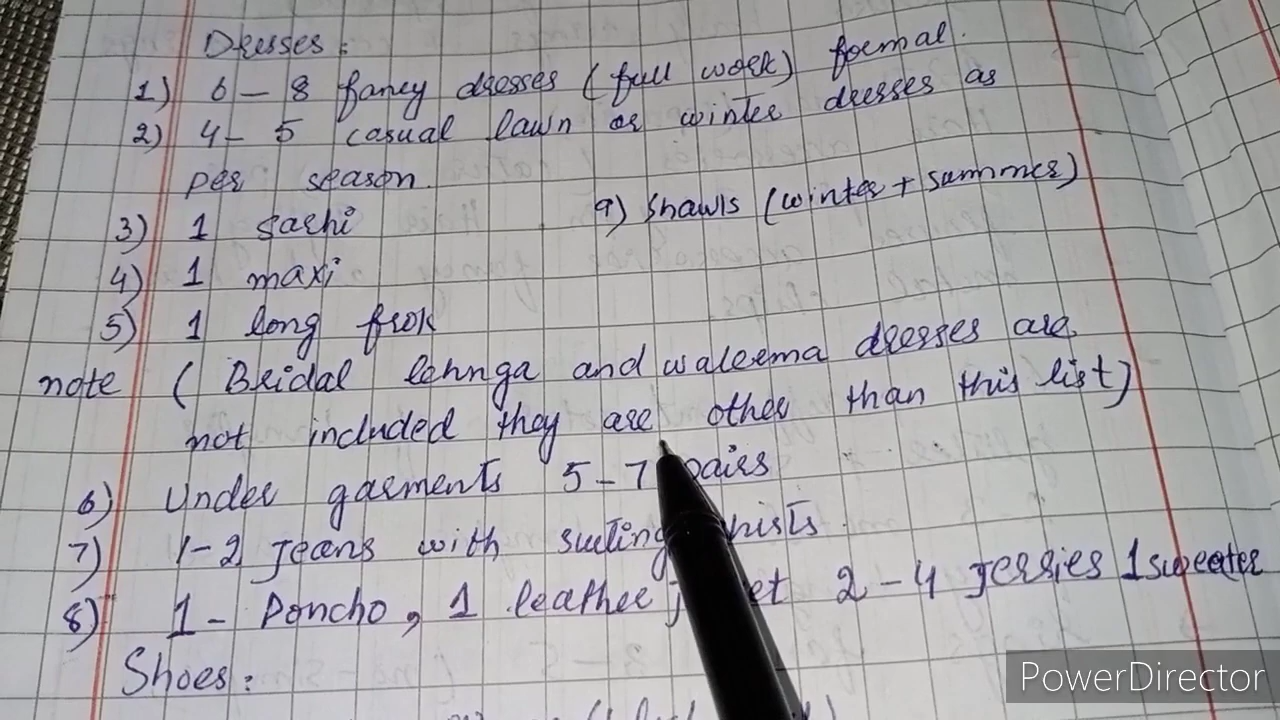 Dresses:
1) 6 – 8 fancy dresses (full work) formal.
2) 4 – 5 casual lawn or winter dresses as
per season.
3) 1 sarhi
9) Shawls (winter + summer)
4) 1 maxi
5) 1 long frok
note (Bridal lehnga and waleema dresses are
not included they are other than this list)
6) Under garments 5 – 7 pairs
7) 1 – 2 jeans with suiting
8) 1 – Poncho, 1 leather 2 – 4 Jersies 1 sweater
Shoes:
PowerDirector